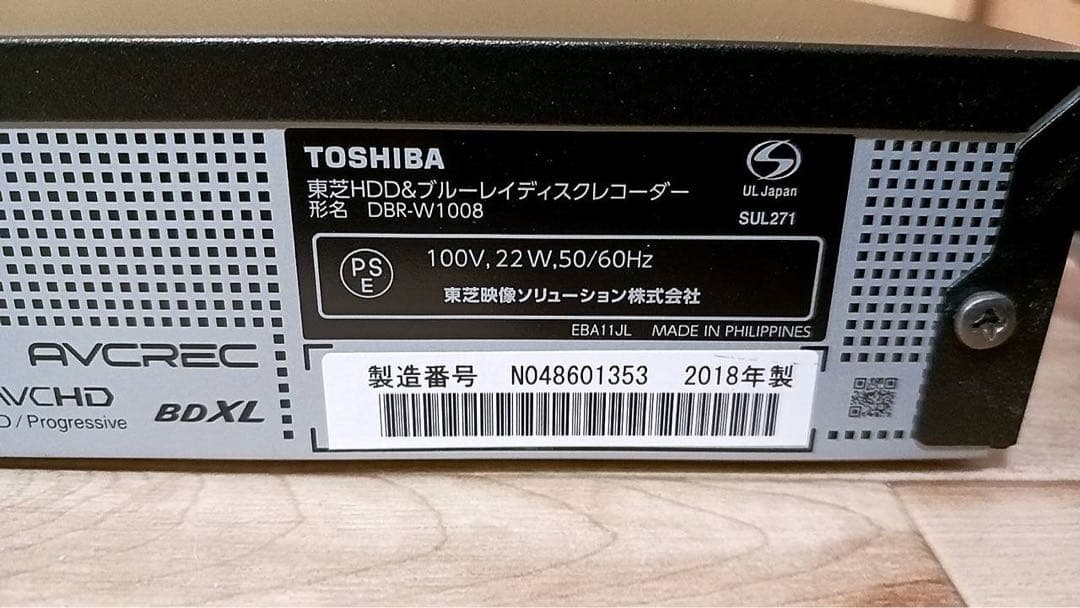 TOSHIBA
東芝HDD&ブルーレイディスクレコーダー
形名 DBR-W1008
UL Japan
SUL271
PS
E
100V, 22W, 50/60Hz
東芝映像ソリューション株式会社
EBA11JL MADE IN PHILIPPINES
AVCREC
AVCHD
D / Progressive
BDXL
製造番号 N048601353 2018年製